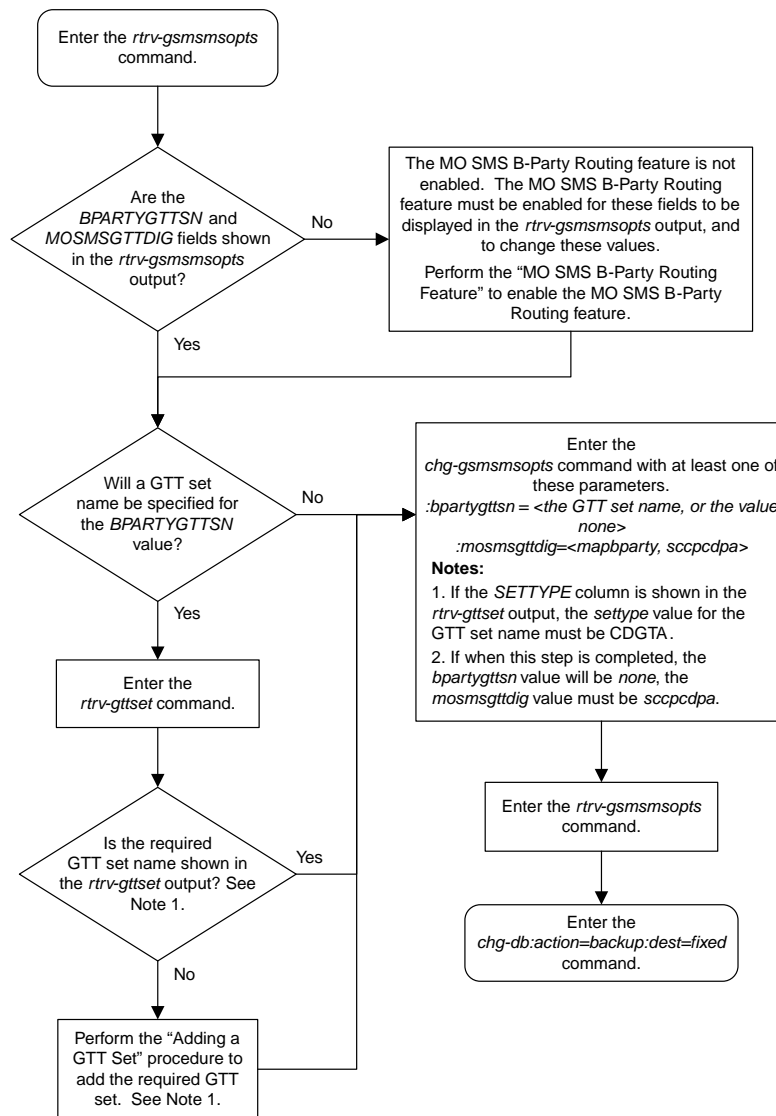 Enter the rtrv-gsmsmsopts
command.
Are the
BPARTYGTTSN and
MOSMSGTTDIG fields shown
in the rtrv-gsmsmsopts
output?
No
The MO SMS B-Party Routing feature is not
enabled. The MO SMS B-Party Routing
feature must be enabled for these fields to be
displayed in the rtrv-gsmsmsopts output, and
to change these values.
Perform the “MO SMS B-Party Routing
Feature” to enable the MO SMS B-Party
Routing feature.
Yes
Will a GTT set
name be specified for
the BPARTYGTTSN
value?
No
Yes
Enter the
rtrv-gttset command.
Is the required
GTT set name shown in
the rtrv-gttset output? See
Note 1.
Yes
No
Perform the “Adding a
GTT Set” procedure to
add the required GTT
set. See Note 1.
Enter the
chg-gsmsmsopts command with at least one of
these parameters.
:bpartygttsn = <the GTT set name, or the value
none>
:mosmsgttdig=<mapbparty, sccpcdpa>
Notes:
1. If the SETTYPE column is shown in the
rtrv-gttset output, the settype value for the
GTT set name must be CDGTA.
2. If when this step is completed, the
bpartygttsn value will be none, the
mosmsgttdig value must be sccpcdpa.
Enter the rtrv-gsmsmsopts
command.
Enter the
chg-db:action=backup:dest=fixed
command.